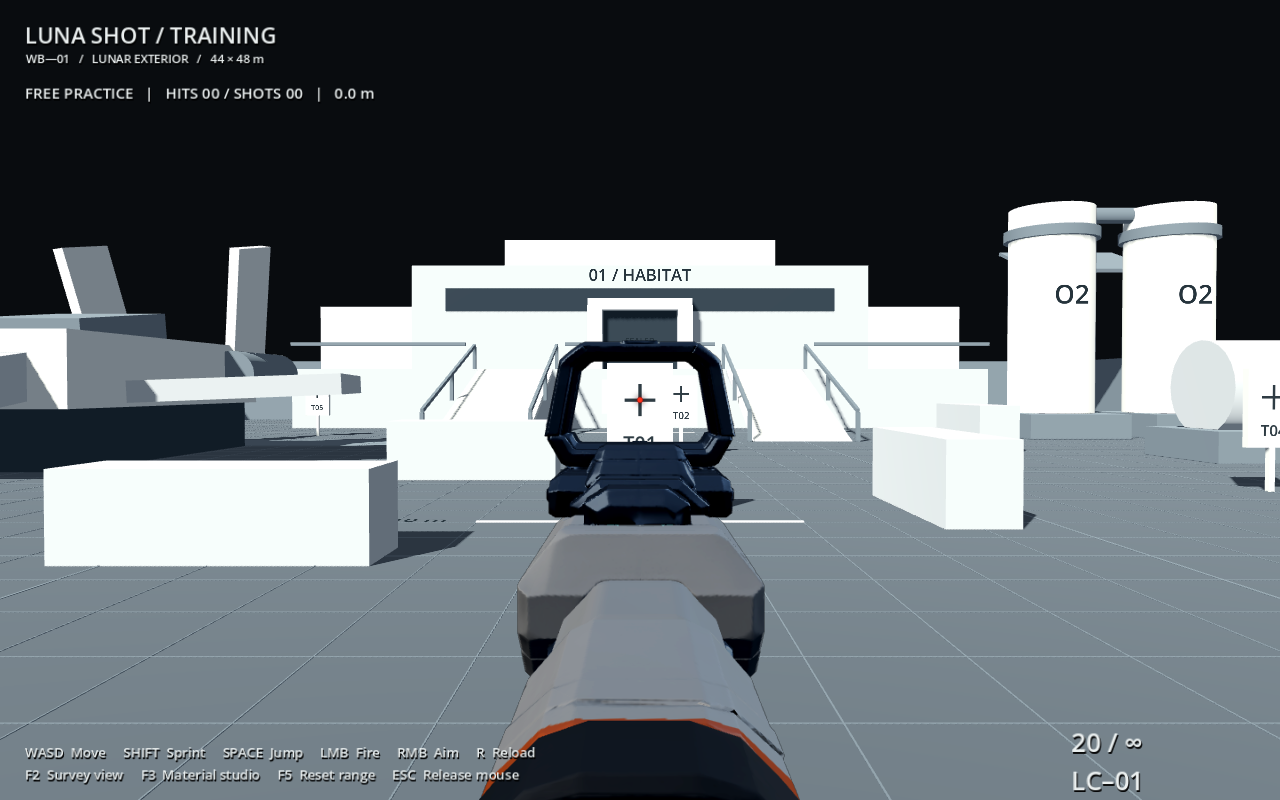 LUNA SHOT / TRAINING
WB—01 / LUNAR EXTERIOR / 44 × 48 m
FREE PRACTICE | HITS 00 / SHOTS 00 | 0.0 m
01 / HABITAT
O2 O2
T05
T02
T01
T04
WASD Move SHIFT Sprint SPACE Jump LMB Fire RMB Aim R Reload
F2 Survey view F3 Material studio F5 Reset range ESC Release mouse
20 / ∞
LC–01